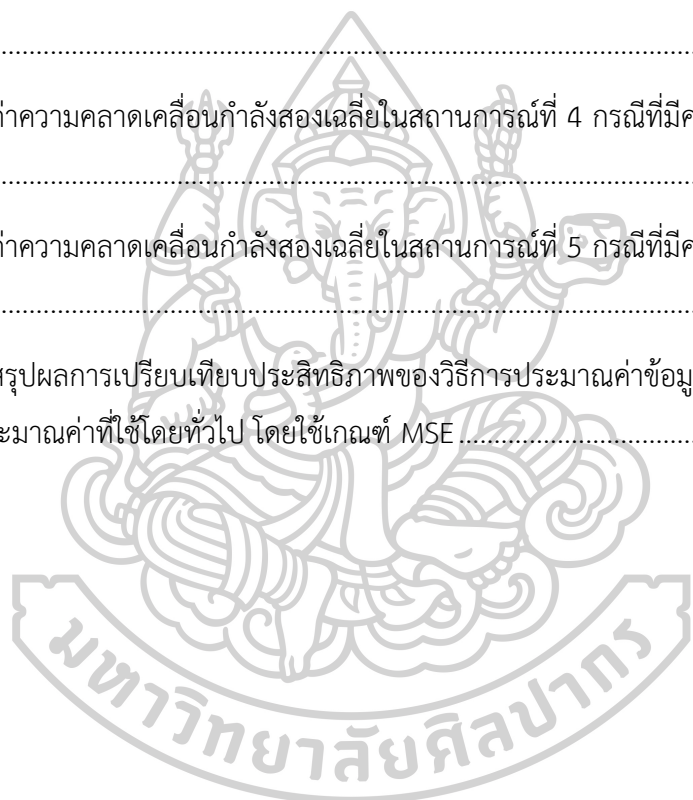 ........................................................................................................
ค่าความคลาดเคลื่อนกำลังสองเฉลี่ยในสถานการณ์ที่ 4 กรณีที่มี
........................................................................................................
ค่าความคลาดเคลื่อนกำลังสองเฉลี่ยในสถานการณ์ที่ 5 กรณีที่มี
........................................................................................................
สรุปผลการเปรียบเทียบประสิทธิภาพของวิธีการประมาณค่าข้อมู
ะมาณค่าที่ใช้โดยทั่วไป โดยใช้เกณฑ์ MSE ...................................
มหาวิทยาลัยศิลปากร